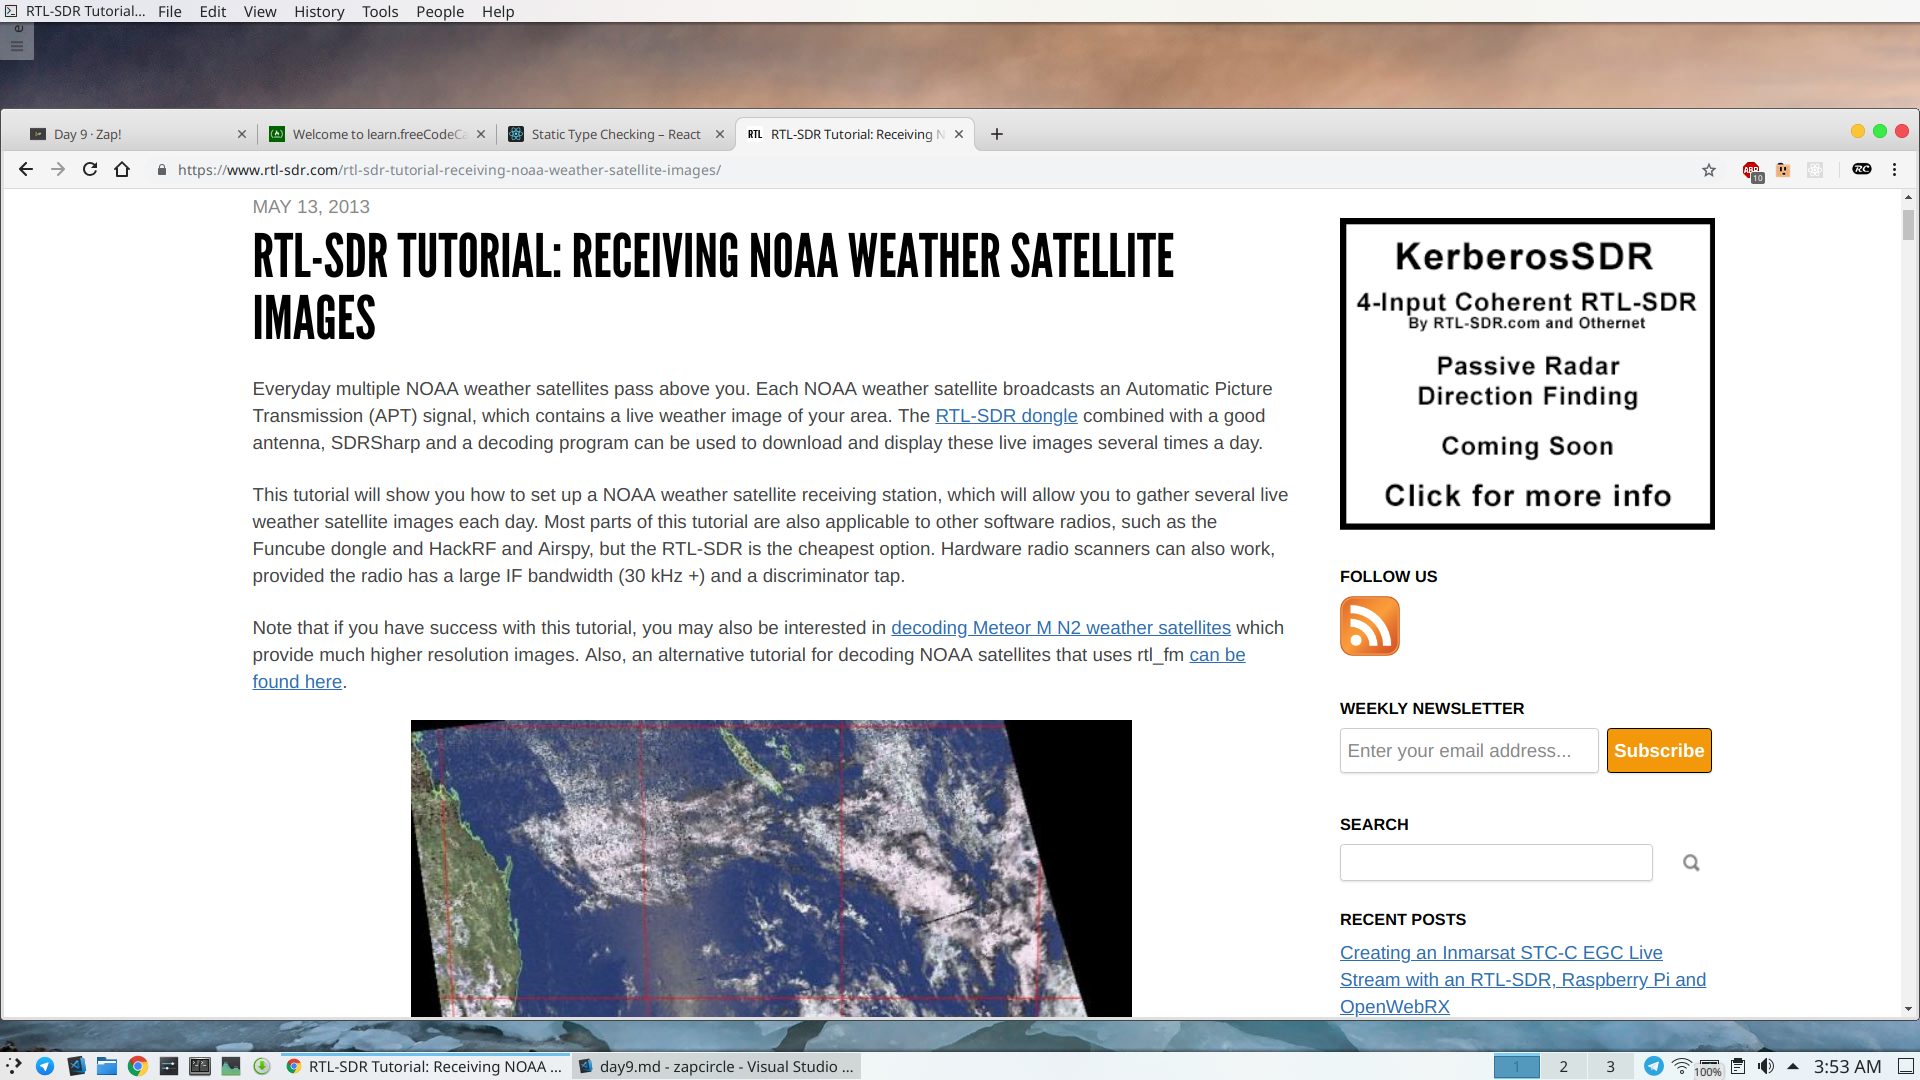 RTL-SDR Tutorial... File Edit View History Tools People Help
e
Day 9 · Zap!
Welcome to learn.freeCodeCa
Static Type Checking – React
RTL RTL-SDR Tutorial: Receiving N
https://www.rtl-sdr.com/rtl-sdr-tutorial-receiving-noaa-weather-satellite-images/
ABP
10
RC
MAY 13, 2013
RTL-SDR TUTORIAL: RECEIVING NOAA WEATHER SATELLITE
IMAGES
Everyday multiple NOAA weather satellites pass above you. Each NOAA weather satellite broadcasts an Automatic Picture
Transmission (APT) signal, which contains a live weather image of your area. The RTL-SDR dongle combined with a good
antenna, SDRSharp and a decoding program can be used to download and display these live images several times a day.
This tutorial will show you how to set up a NOAA weather satellite receiving station, which will allow you to gather several live
weather satellite images each day. Most parts of this tutorial are also applicable to other software radios, such as the
Funcube dongle and HackRF and Airspy, but the RTL-SDR is the cheapest option. Hardware radio scanners can also work,
provided the radio has a large IF bandwidth (30 kHz +) and a discriminator tap.
Note that if you have success with this tutorial, you may also be interested in decoding Meteor M N2 weather satellites which
provide much higher resolution images. Also, an alternative tutorial for decoding NOAA satellites that uses rtl_fm can be
found here.
KerberosSDR
4-Input Coherent RTL-SDR
By RTL-SDR.com and Othernet
Passive Radar
Direction Finding
Coming Soon
Click for more info
FOLLOW US
WEEKLY NEWSLETTER
Enter your email address... Subscribe
SEARCH
RECENT POSTS
Creating an Inmarsat STC-C EGC Live
Stream with an RTL-SDR, Raspberry Pi and
OpenWebRX
RTL-SDR Tutorial: Receiving NOAA ...
day9.md - zapcircle - Visual Studio ...
1 2 3
100%
3:53 AM